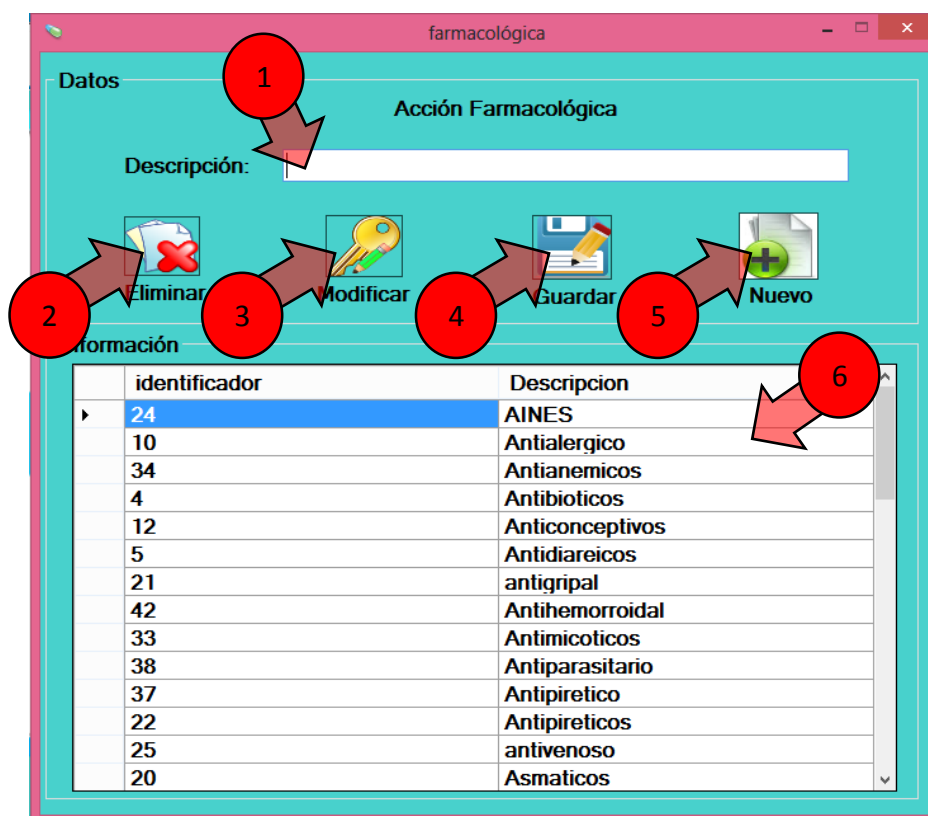 farmacológica
1
Datos
Acción Farmacológica
Descripción:
2 Eliminar 3 Modificar 4 Guardar 5 Nuevo
formación
6
identificador Descripcion
24 AINES
10 Antialergico
34 Antianemicos
4 Antibioticos
12 Anticonceptivos
5 Antidiareicos
21 antigripal
42 Antihemorroidal
33 Antimicoticos
38 Antiparasitario
37 Antipiretico
22 Antipireticos
25 antivenoso
20 Asmaticos